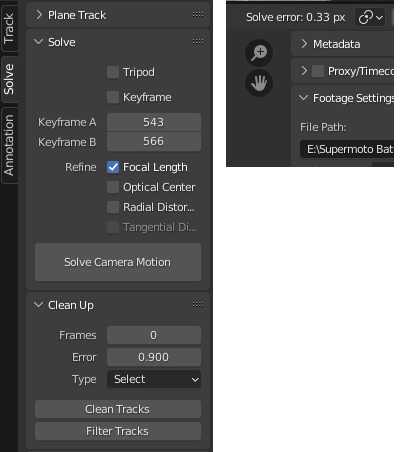 Track
Solve
Annotation
Plane Track
Solve
Tripod
Keyframe
Keyframe A 543
Keyframe B 566
Refine Focal Length
Optical Center
Radial Distor...
Tangential Di...
Solve Camera Motion
Clean Up
Frames 0
Error 0.900
Type Select
Clean Tracks
Filter Tracks
Solve error: 0.33 px
Metadata
Proxy/Timeco
Footage Settings
File Path:
E:\Supermoto Bat